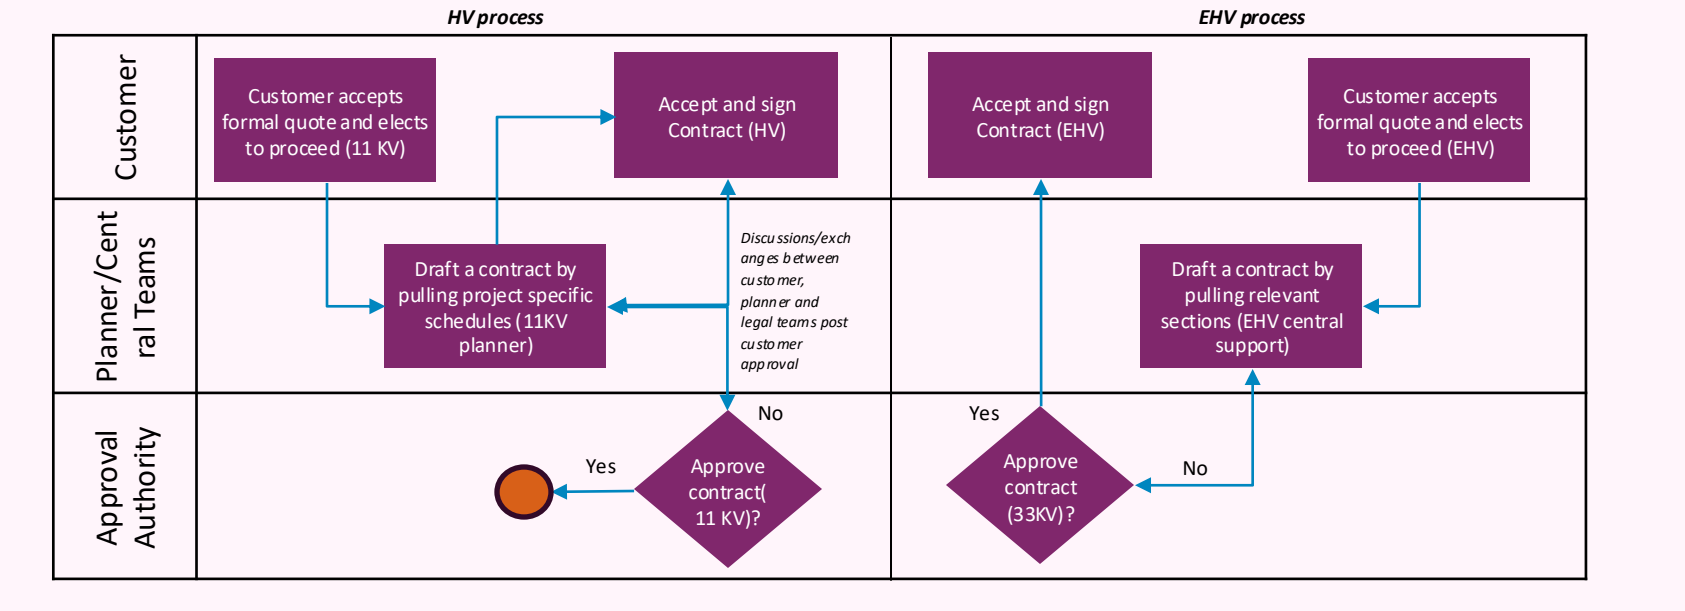 HV process
EHV process
Customer
Customer accepts
formal quote and elects
to proceed (11 KV)
Accept and sign
Contract (HV)
Accept and sign
Contract (EHV)
Customer accepts
formal quote and elects
to proceed (EHV)
Planner/Cent
ral Teams
Draft a contract by
pulling project specific
schedules (11KV
planner)
Discussions/exch
anges between
customer,
planner and
legal teams post
customer
approval
Draft a contract by
pulling relevant
sections (EHV central
support)
Approval
Authority
Yes
No
Approve
contract(
11 KV)?
Yes
Approve
contract
(33KV)?
No